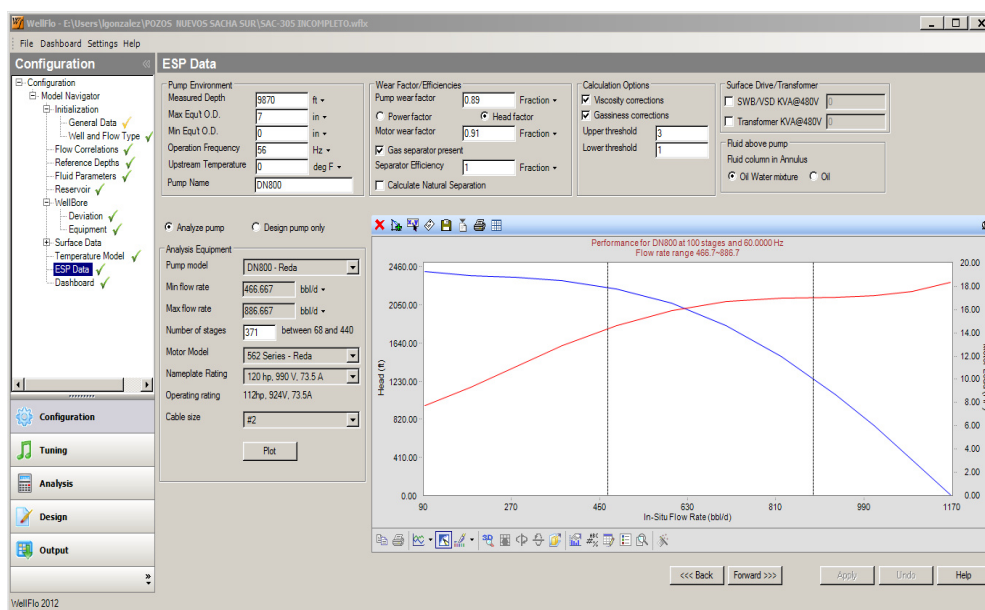 WellFlo - E:\Users\lgonzalez\POZOS NUEVOS SACHA SUR\SAC-305 INCOMPLETO.wflx
File Dashboard Settings Help
Configuration
Configuration
Model Navigator
Initialization
General Data
Well and Flow Type
Flow Correlations
Reference Depths
Fluid Parameters
Reservoir
WellBore
Deviation
Equipment
Surface Data
Temperature Model
ESP Data
Dashboard
Configuration
Tuning
Analysis
Design
Output
WellFlo 2012
ESP Data
Pump Environment
Measured Depth 9870 ft
Max Equ't O.D. 7 in
Min Equ't O.D. 0 in
Operation Frequency 56 Hz
Upstream Temperature 0 deg F
Pump Name DN800
Wear Factor/Efficiencies
Pump wear factor 0.89 Fraction
Power factor Head factor
Motor wear factor 0.91 Fraction
Gas separator present
Separator Efficiency 1 Fraction
Calculate Natural Separation
Calculation Options
Viscosity corrections
Gassiness corrections
Upper threshold 3
Lower threshold 1
Surface Drive/Transformer
SWB/VSD KVA@480V 0
Transformer KVA@480V 0
Fluid above pump
Fluid column in Annulus
Oil Water mixture Oil
Analyze pump Design pump only
Analysis Equipment
Pump model DN800 - Reda
Min flow rate 466.667 bbl/d
Max flow rate 886.667 bbl/d
Number of stages 371 between 68 and 440
Motor Model 562 Series - Reda
Nameplate Rating 120 hp, 990 V, 73.5 A
Operating rating 112hp, 924V, 73.5A
Cable size #2
Plot
Performance for DN800 at 100 stages and 60.0000 Hz
Flow rate range 466.7~886.7
2460.00
2050.00
1640.00
1230.00
820.00
410.00
0.00
Head (ft)
20.00
18.00
16.00
14.00
12.00
10.00
8.00
6.00
4.00
2.00
0.00
90 270 450 630 810 990 1170
In-Situ Flow Rate (bbl/d)
<<< Back Forward >>> Apply Undo Help